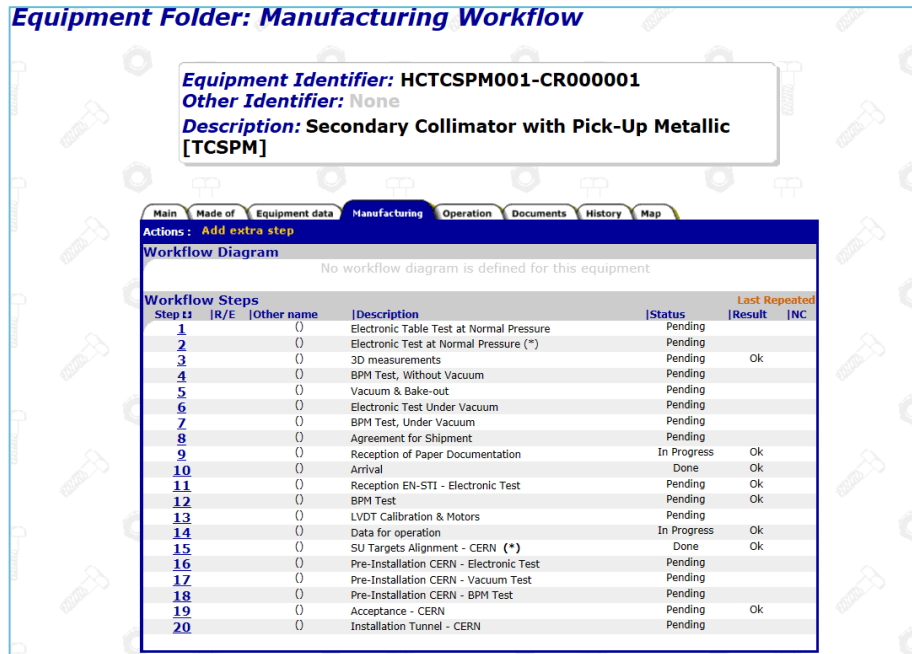 Equipment Folder: Manufacturing Workflow
Equipment Identifier: HCTCSPM001-CR000001
Other Identifier: None
Description: Secondary Collimator with Pick-Up Metallic
[TCSPM]
Main Made of Equipment data Manufacturing Operation Documents History Map
Actions : Add extra step
Workflow Diagram
No workflow diagram is defined for this equipment
Workflow Steps Last Repeated
Step |R/E |Other name |Description |Status |Result |NC
1 () Electronic Table Test at Normal Pressure Pending
2 () Electronic Test at Normal Pressure (*) Pending
3 () 3D measurements Pending Ok
4 () BPM Test, Without Vacuum Pending
5 () Vacuum & Bake-out Pending
6 () Electronic Test Under Vacuum Pending
7 () BPM Test, Under Vacuum Pending
8 () Agreement for Shipment Pending
9 () Reception of Paper Documentation In Progress Ok
10 () Arrival Done Ok
11 () Reception EN-STI - Electronic Test Pending Ok
12 () BPM Test Pending Ok
13 () LVDT Calibration & Motors Pending
14 () Data for operation In Progress Ok
15 () SU Targets Alignment - CERN (*) Done Ok
16 () Pre-Installation CERN - Electronic Test Pending
17 () Pre-Installation CERN - Vacuum Test Pending
18 () Pre-Installation CERN - BPM Test Pending
19 () Acceptance - CERN Pending Ok
20 () Installation Tunnel - CERN Pending